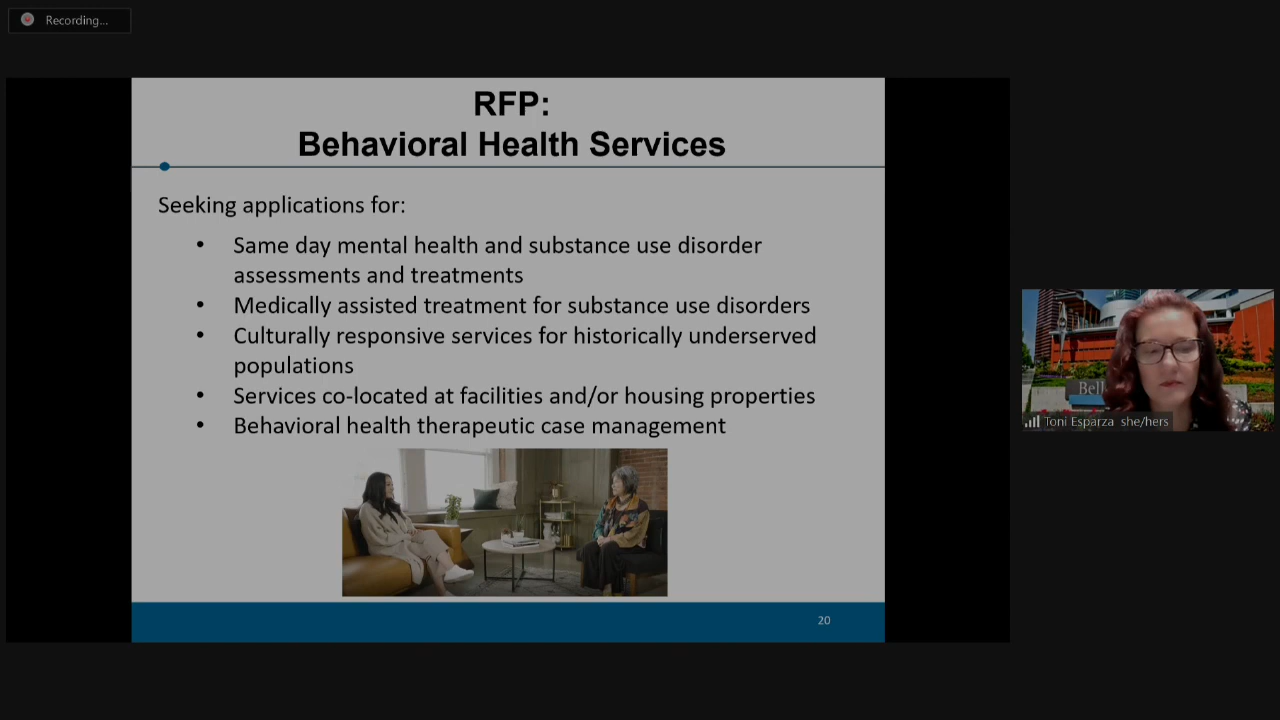 Recording...
RFP:
Behavioral Health Services
Seeking applications for:
• Same day mental health and substance use disorder
assessments and treatments
• Medically assisted treatment for substance use disorders
• Culturally responsive services for historically underserved
populations
• Services co-located at facilities and/or housing properties
• Behavioral health therapeutic case management
20
Toni Esparza she/hers